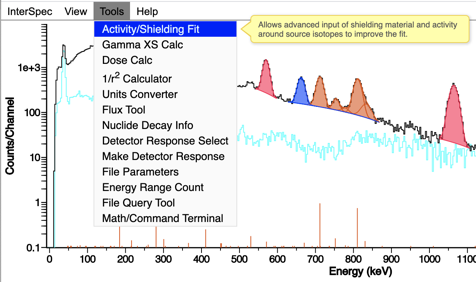 InterSpec View Tools Help
Activity/Shielding Fit
Allows advanced input of shielding material and activity
around source isotopes to improve the fit.
Gamma XS Calc
Dose Calc
1/r² Calculator
Units Converter
Flux Tool
Nuclide Decay Info
Detector Response Select
Make Detector Response
File Parameters
Energy Range Count
File Query Tool
Math/Command Terminal
Counts/Channel
1e+3
100
10
1
0.1
0 50 100 200 300 400 500 600 700 800 900 1000 1100
Energy (keV)